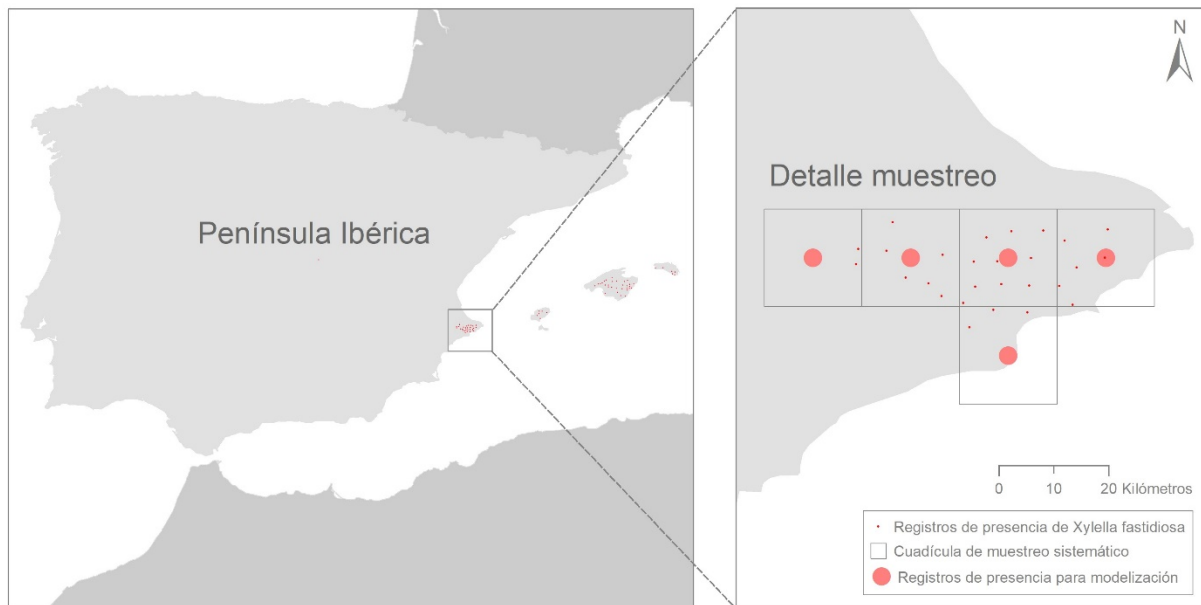 Península Ibérica
N
Detalle muestreo
0 10 20 Kilómetros
Registros de presencia de Xylella fastidiosa
Cuadícula de muestreo sistemático
Registros de presencia para modelización